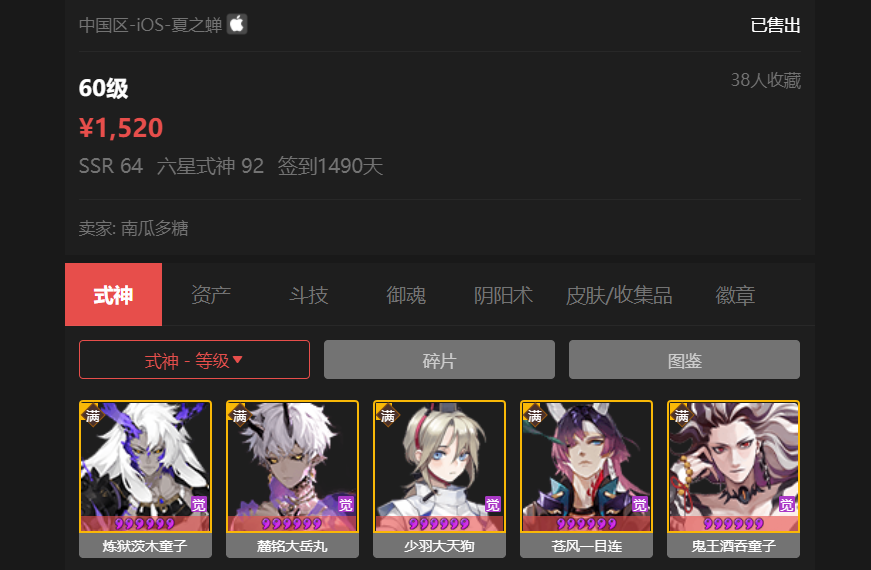 中国区-iOS-夏之蝉
已售出
60级
38人收藏
¥1,520
SSR 64 六星式神 92 签到1490天
卖家: 南瓜多糖
式神 资产 斗技 御魂 阴阳术 皮肤/收集品 徽章
式神 - 等级 碎片 图鉴
满 满 满 满 满
觉 觉 觉 觉 觉
炼狱茨木童子 麓铭大岳丸 少羽大天狗 苍风一目连 鬼王酒吞童子